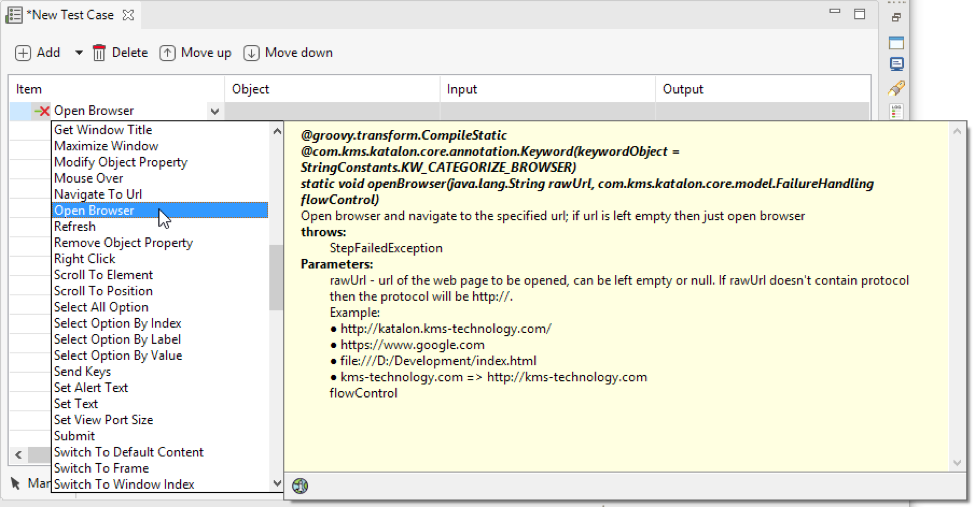 *New Test Case
Add Delete Move up Move down
Item Object Input Output
Open Browser
Get Window Title
Maximize Window
Modify Object Property
Mouse Over
Navigate To Url
Open Browser
Refresh
Remove Object Property
Right Click
Scroll To Element
Scroll To Position
Select All Option
Select Option By Index
Select Option By Label
Select Option By Value
Send Keys
Set Alert Text
Set Text
Set View Port Size
Submit
Switch To Default Content
Switch To Frame
Switch To Window Index
@groovy.transform.CompileStatic
@com.kms.katalon.core.annotation.Keyword(keywordObject =
StringConstants.KW_CATEGORIZE_BROWSER)
static void openBrowser(java.lang.String rawUrl, com.kms.katalon.core.model.FailureHandling
flowControl)
Open browser and navigate to the specified url; if url is left empty then just open browser
throws:
StepFailedException
Parameters:
rawUrl - url of the web page to be opened, can be left empty or null. If rawUrl doesn't contain protocol
then the protocol will be http://.
Example:
● http://katalon.kms-technology.com/
● https://www.google.com
● file:///D:/Development/index.html
● kms-technology.com => http://kms-technology.com
flowControl